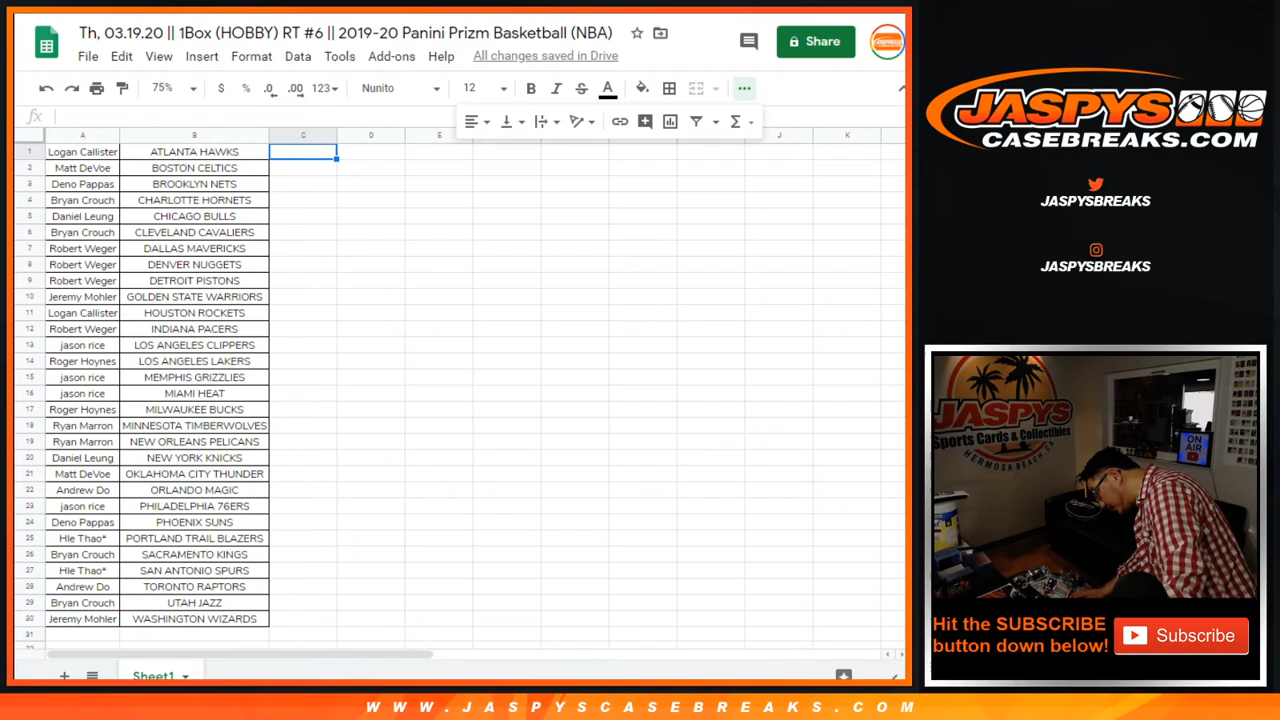 Th, 03.19.20 || 1Box (HOBBY) RT #6 || 2019-20 Panini Prizm Basketball (NBA)
File Edit View Insert Format Data Tools Add-ons Help All changes saved in Drive
Share
75% $ % .0 .00 123 Nunito 12 B I S A
fx
A B C D E J K
1 Logan Callister ATLANTA HAWKS
2 Matt DeVoe BOSTON CELTICS
3 Deno Pappas BROOKLYN NETS
4 Bryan Crouch CHARLOTTE HORNETS
5 Daniel Leung CHICAGO BULLS
6 Bryan Crouch CLEVELAND CAVALIERS
7 Robert Weger DALLAS MAVERICKS
8 Robert Weger DENVER NUGGETS
9 Robert Weger DETROIT PISTONS
10 Jeremy Mohler GOLDEN STATE WARRIORS
11 Logan Callister HOUSTON ROCKETS
12 Robert Weger INDIANA PACERS
13 jason rice LOS ANGELES CLIPPERS
14 Roger Hoynes LOS ANGELES LAKERS
15 jason rice MEMPHIS GRIZZLIES
16 jason rice MIAMI HEAT
17 Roger Hoynes MILWAUKEE BUCKS
18 Ryan Marron MINNESOTA TIMBERWOLVES
19 Ryan Marron NEW ORLEANS PELICANS
20 Daniel Leung NEW YORK KNICKS
21 Matt DeVoe OKLAHOMA CITY THUNDER
22 Andrew Do ORLANDO MAGIC
23 jason rice PHILADELPHIA 76ERS
24 Deno Pappas PHOENIX SUNS
25 Hle Thao* PORTLAND TRAIL BLAZERS
26 Bryan Crouch SACRAMENTO KINGS
27 Hle Thao* SAN ANTONIO SPURS
28 Andrew Do TORONTO RAPTORS
29 Bryan Crouch UTAH JAZZ
30 Jeremy Mohler WASHINGTON WIZARDS
31
Sheet1
JASPYS
CASEBREAKS.COM
JASPYSBREAKS
JASPYSBREAKS
JASPYS
Sports Cards & Collectibles
HERMOSA BEACH, CA
ON AIR
Hit the SUBSCRIBE
button down below!
Subscribe
WWW.JASPYSCASEBREAKS.COM